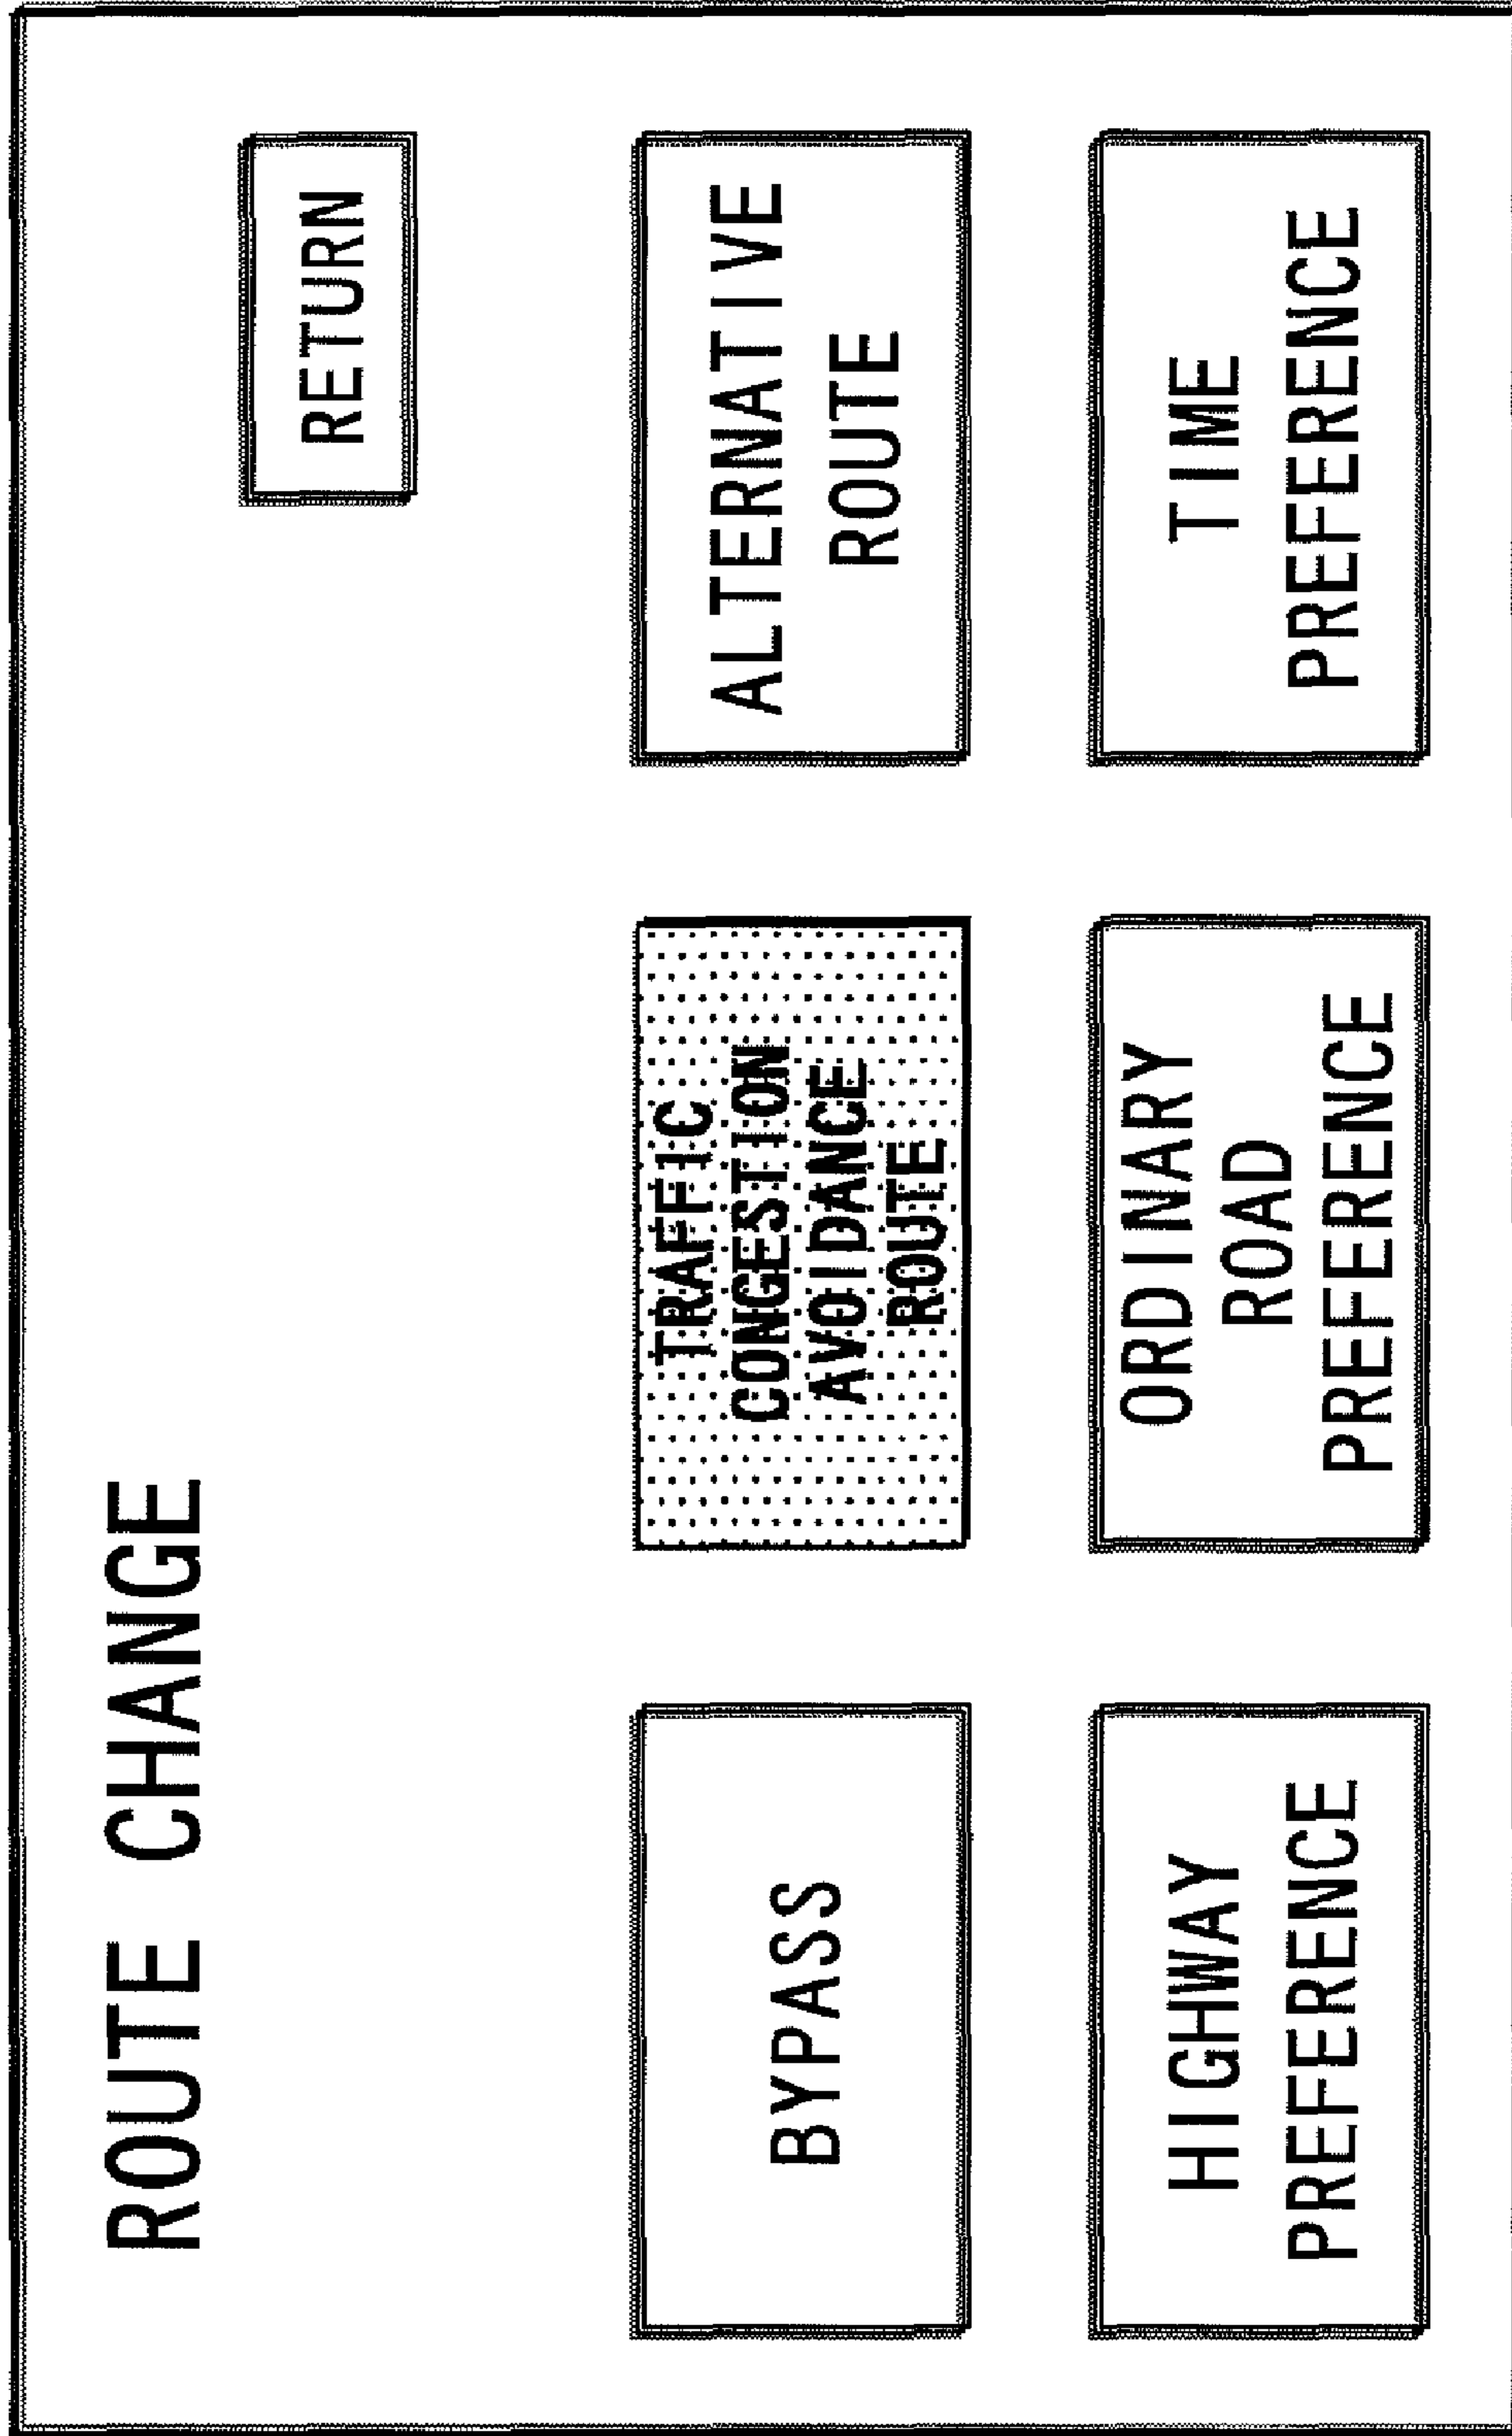 ROUTE CHANGE
RETURN
BYPASS
TRAFFIC
CONGESTION
AVOIDANCE
ROUTE
ALTERNATIVE
ROUTE
HIGHWAY
PREFERENCE
ORDINARY
ROAD
PREFERENCE
TIME
PREFERENCE